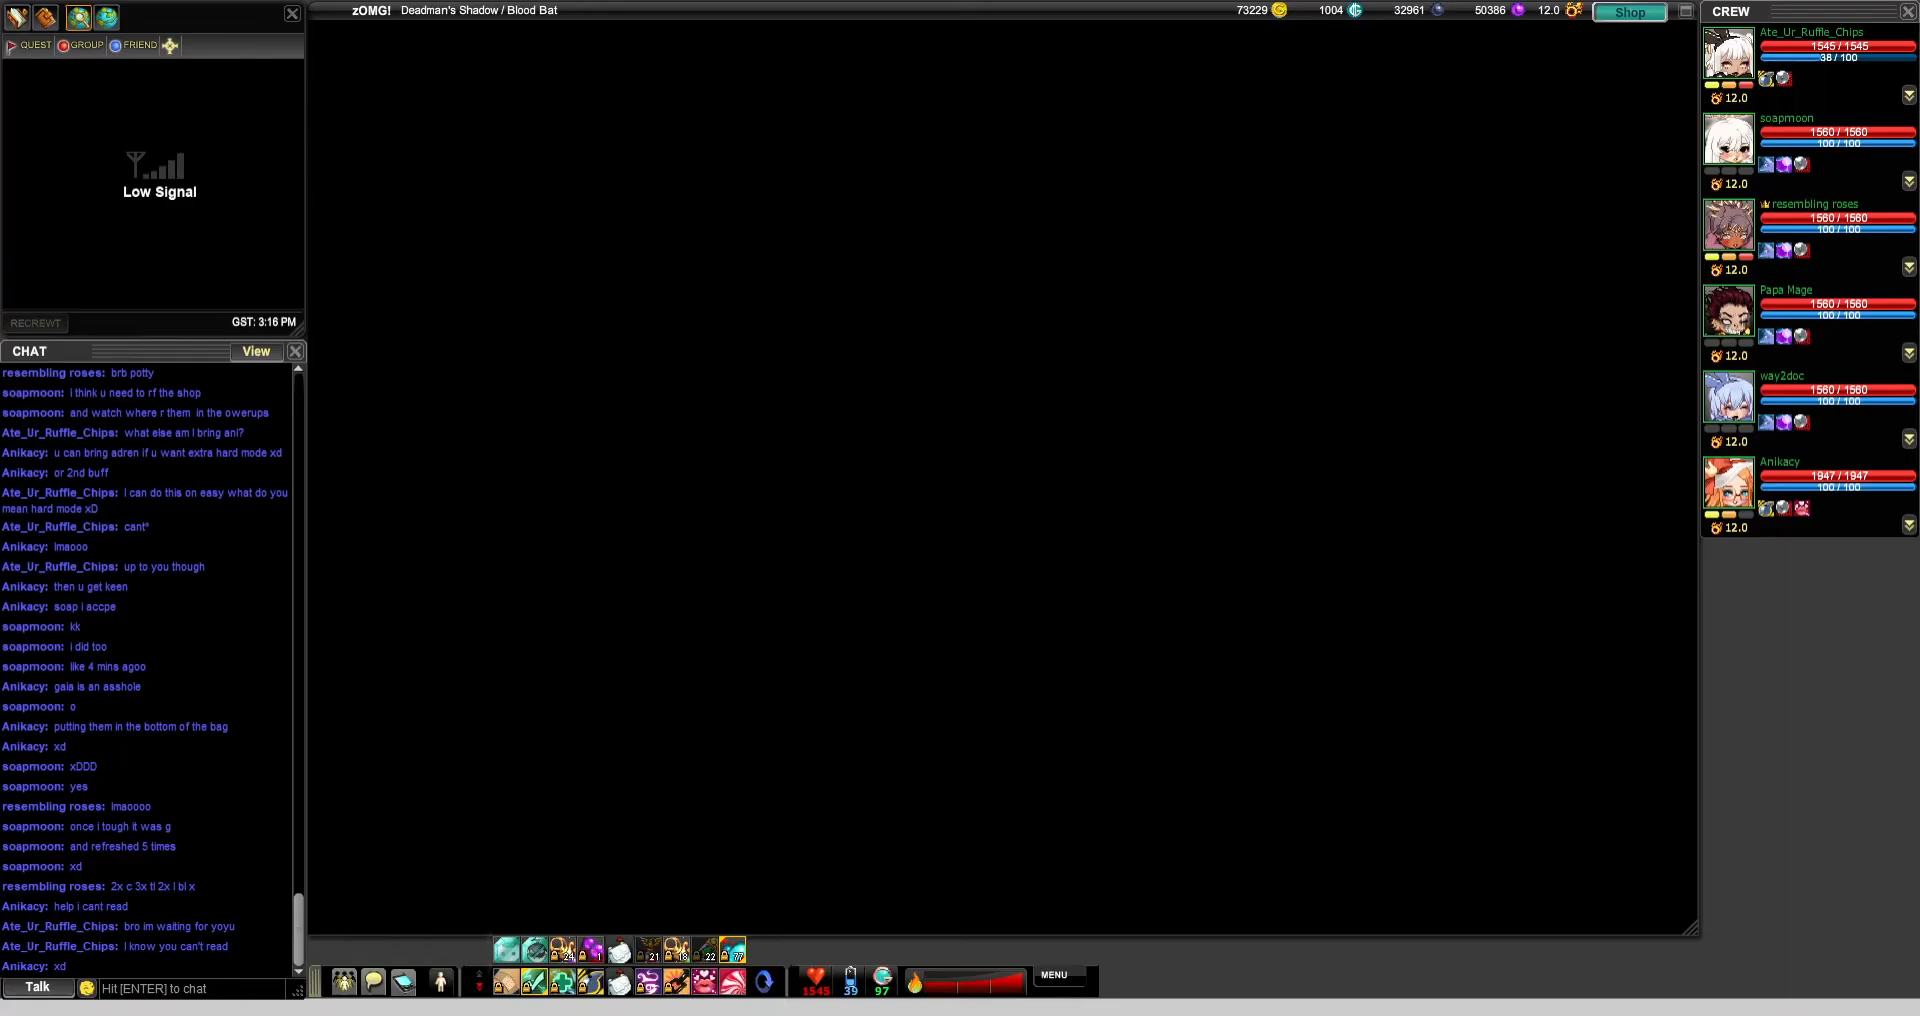 zOMG! Deadman's Shadow / Blood Bat
73229 1004 32961 50386 12.0 Shop
QUEST GROUP FRIEND
Low Signal
RECREWT GST: 3:16 PM
CHAT View
resembling roses: brb potty
soapmoon: i think u need to rf the shop
soapmoon: and watch where r them in the owerups
Ate_Ur_Ruffle_Chips: what else am I bring ani?
Anikacy: u can bring adren if u want extra hard mode xd
Anikacy: or 2nd buff
Ate_Ur_Ruffle_Chips: I can do this on easy what do you
mean hard mode xD
Ate_Ur_Ruffle_Chips: cant*
Anikacy: lmaooo
Ate_Ur_Ruffle_Chips: up to you though
Anikacy: then u get keen
Anikacy: soap i accpe
soapmoon: kk
soapmoon: i did too
soapmoon: like 4 mins agoo
Anikacy: gaia is an asshole
soapmoon: o
Anikacy: putting them in the bottom of the bag
Anikacy: xd
soapmoon: xDDD
soapmoon: yes
resembling roses: lmaoooo
soapmoon: once i tough it was g
soapmoon: and refreshed 5 times
soapmoon: xd
resembling roses: 2x c 3x tl 2x l bl x
Anikacy: help i cant read
Ate_Ur_Ruffle_Chips: bro im waiting for yoyu
Ate_Ur_Ruffle_Chips: I know you can't read
Anikacy: xd
Talk Hit [ENTER] to chat
24 1 21 18 22 77
1545 39 97 MENU
CREW
Ate_Ur_Ruffle_Chips
1545 / 1545
38 / 100
12.0
soapmoon
1560 / 1560
100 / 100
12.0
resembling roses
1560 / 1560
100 / 100
12.0
Papa Mage
1560 / 1560
100 / 100
12.0
way2doc
1560 / 1560
100 / 100
12.0
Anikacy
1947 / 1947
100 / 100
12.0